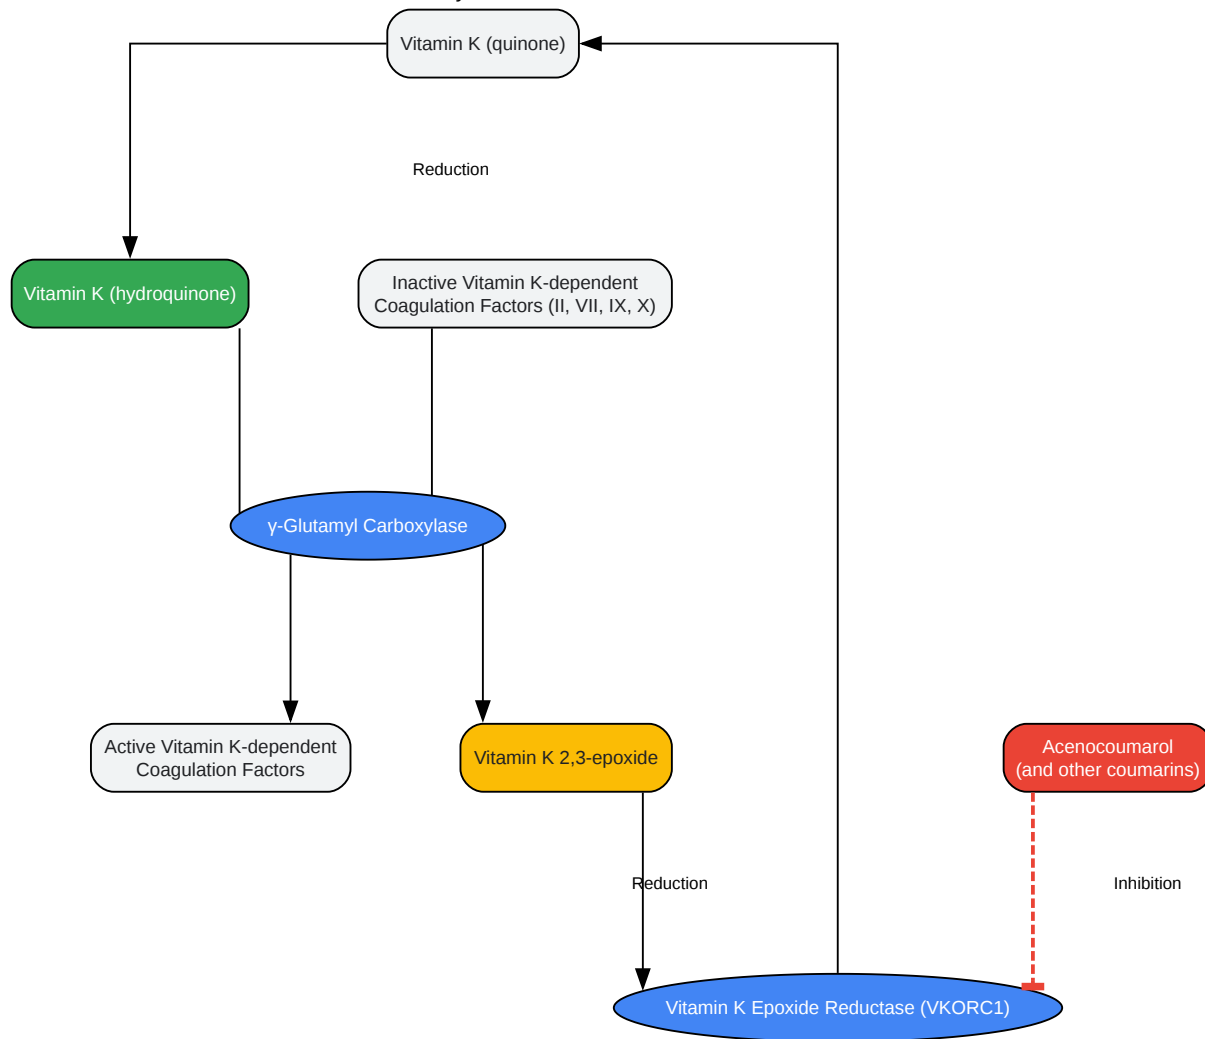 Vitamin K (quinone)
Reduction
Vitamin K (hydroquinone)
Inactive Vitamin K-dependent
Coagulation Factors (II, VII, IX, X)
γ-Glutamyl Carboxylase
Active Vitamin K-dependent
Coagulation Factors
Vitamin K 2,3-epoxide
Acenocoumarol
(and other coumarins)
Reduction
Inhibition
Vitamin K Epoxide Reductase (VKORC1)